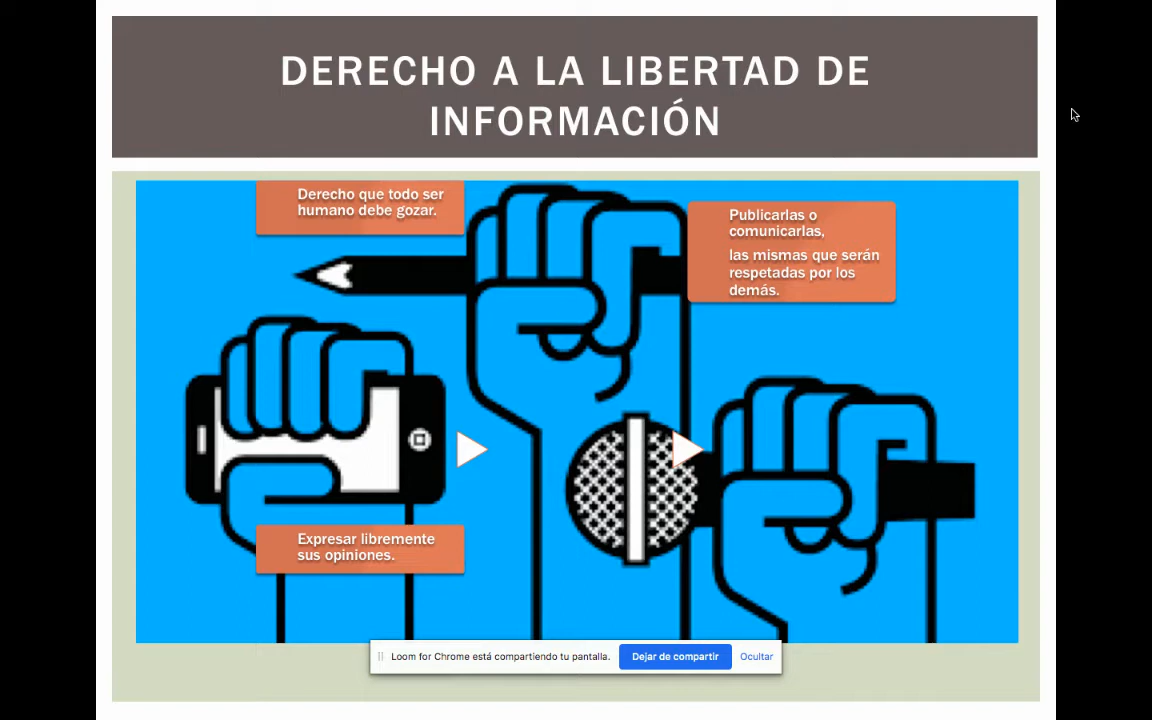 DERECHO A LA LIBERTAD DE
INFORMACIÓN
Derecho que todo ser
humano debe gozar.
Publicarlas o
comunicarlas,
las mismas que serán
respetadas por los
demás.
Expresar libremente
sus opiniones.
Loom for Chrome está compartiendo tu pantalla.
Dejar de compartir
Ocultar